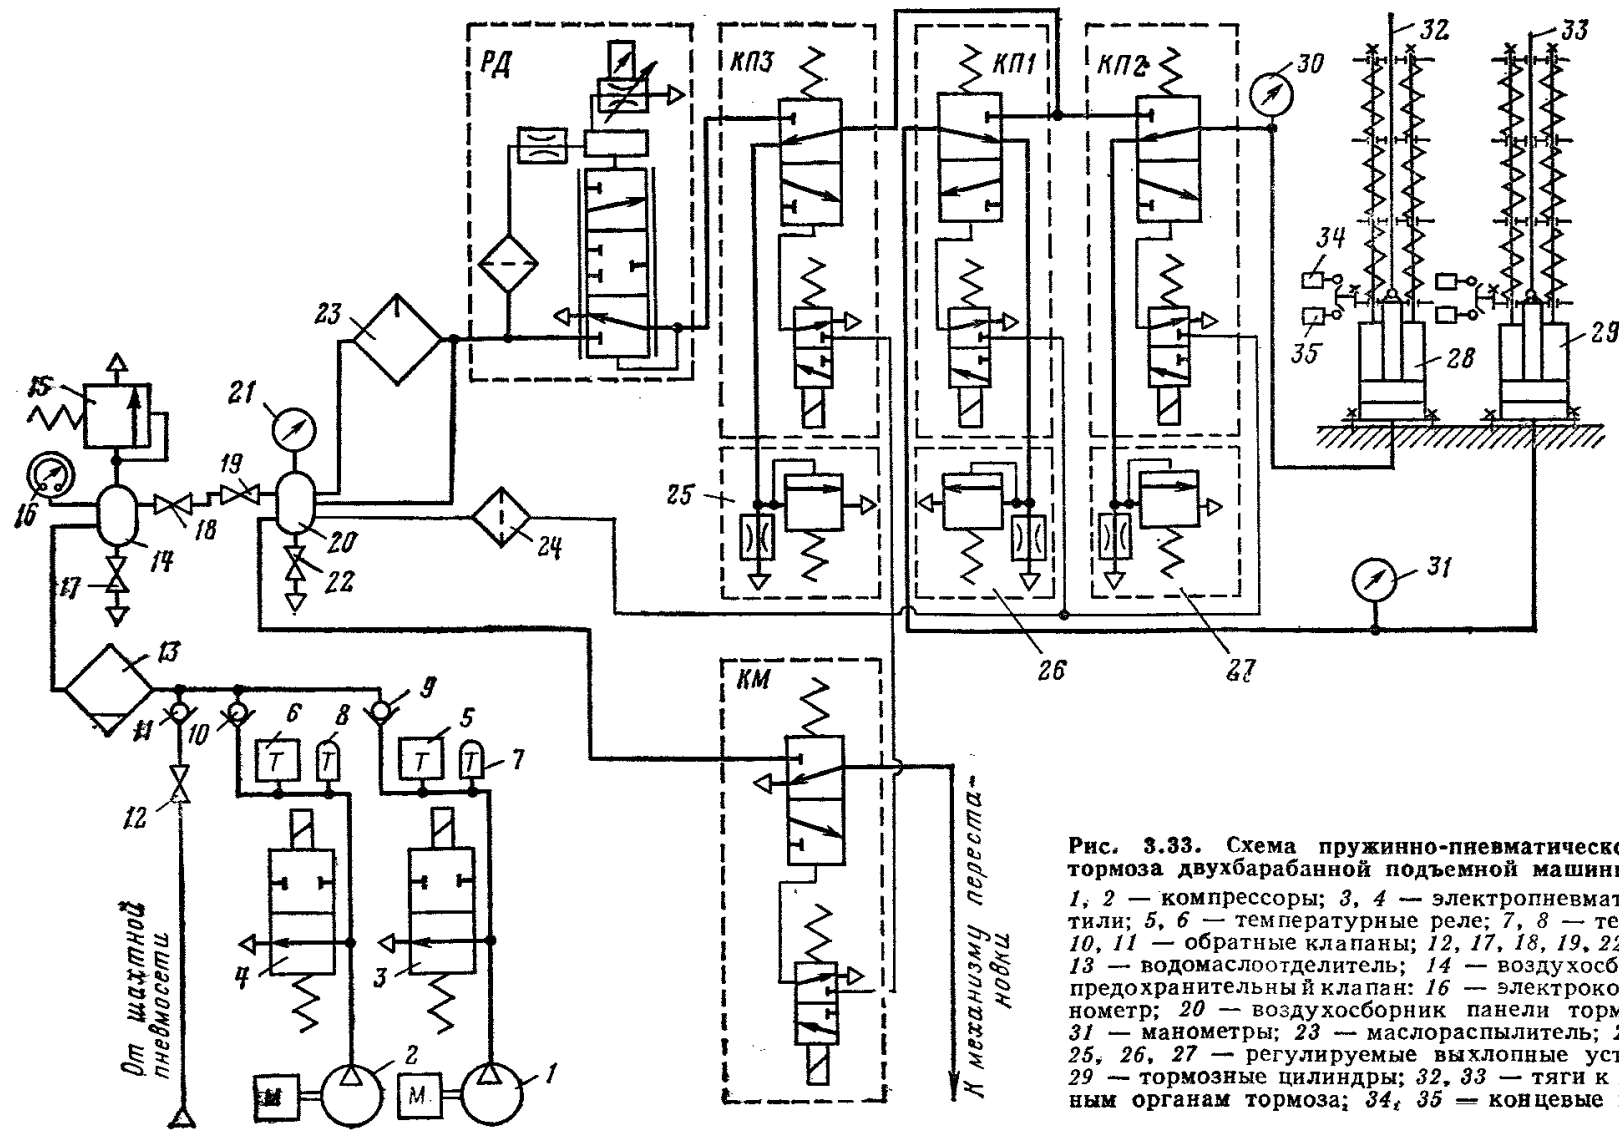 РД
КП3
КП1
КП2
30
32
33
34
35
28
29
23
15
21
16
19
18
20
14
17
22
24
25
26
27
31
13
11
10
6
8
9
5
7
12
4
3
2
1
М
М
Т
Т
Т
Т
КМ
От шахтной
пневмосети
К механизму переста-
новки
Рис. 3.33. Схема пружинно-пневматическо
тормоза двухбарабанной подъемной машин
1, 2 — компрессоры; 3, 4 — электропневмат
тили; 5, 6 — температурные реле; 7, 8 — те
10, 11 — обратные клапаны; 12, 17, 18, 19, 22
13 — водомаслоотделитель; 14 — воздухосб
предохранительный клапан: 16 — электроко
нометр; 20 — воздухосборник панели торм
31 — манометры; 23 — маслораспылитель; 2
25, 26, 27 — регулируемые выхлопные уст
29 — тормозные цилиндры; 32, 33 — тяги к
ным органам тормоза; 34, 35 — концевые